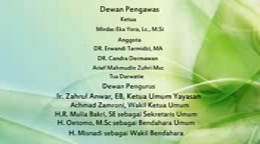 Dewan Pengawas
Ketua
Mirdas Eka Yora, Lc., M.Si
Anggota
DR. Erwandi Tarmidzi, MA
DR. Candra Dermawan
Arief Mahmudin Zuhri Msc
Tua Darwatie
Dewan Pengurus
Ir. Zahrul Anwar, EB, Ketua Umum Yayasan
Achmad Zamroni, Wakil Ketua Umum
H.R. Mulia Bakri, SE sebagai Sekretaris Umum
H. Oetomo, M.Sc sebagai Bendahara Umum
H. Misnadi sebagai Wakil Bendahara